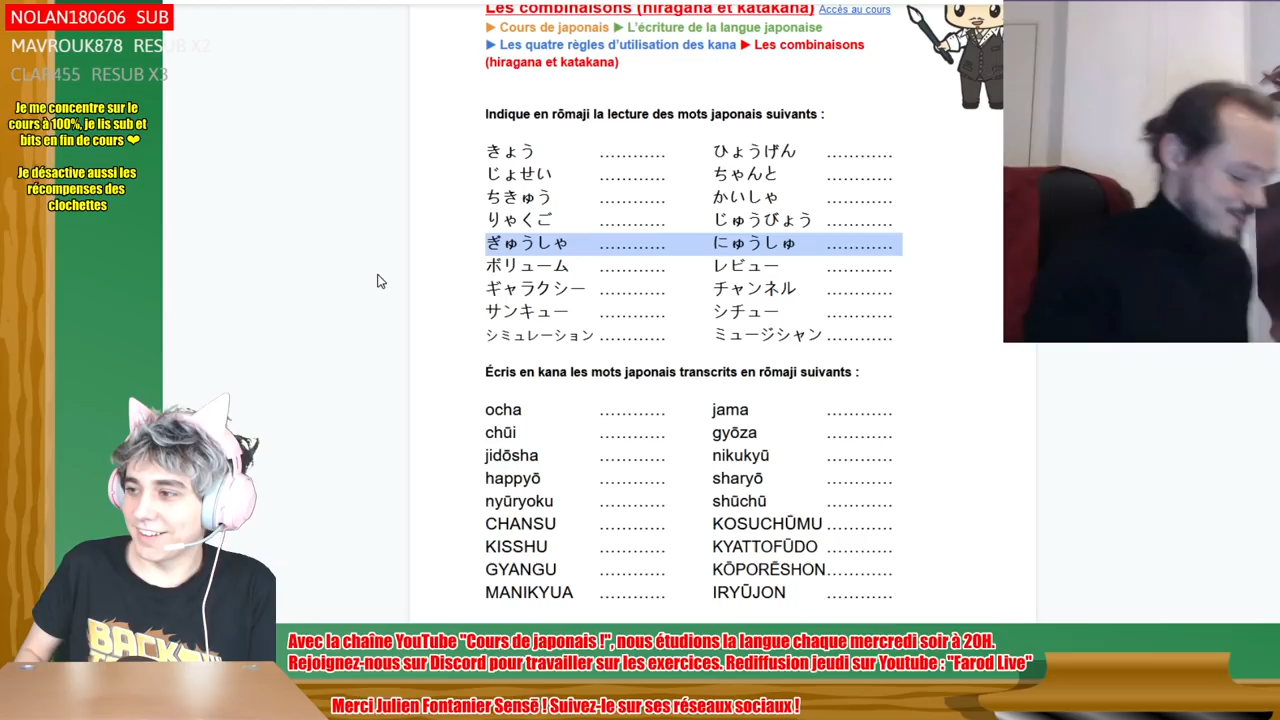 NOLAN180606 SUB
MAVROUK878 RESUB X2
CLAR455 RESUB X3
Je me concentre sur le
cours à 100%, je lis sub et
bits en fin de cours ❤
Je désactive aussi les
récompenses des
clochettes
Les combinaisons (hiragana et katakana) Accès au cours
▶ Cours de japonais ▶ L'écriture de la langue japonaise
▶ Les quatre règles d'utilisation des kana ▶ Les combinaisons
(hiragana et katakana)
Indique en rōmaji la lecture des mots japonais suivants :
きょう ………… ひょうげん …………
じょせい ………… ちゃんと …………
ちきゅう ………… かいしゃ …………
りゃくご ………… じゅうびょう …………
ぎゅうしゃ ………… にゅうしゅ …………
ボリューム ………… レビュー …………
ギャラクシー ………… チャンネル …………
サンキュー ………… シチュー …………
シミュレーション ………… ミュージシャン …………
Écris en kana les mots japonais transcrits en rōmaji suivants :
ocha ………… jama …………
chūi ………… gyōza …………
jidōsha ………… nikukyū …………
happyō ………… sharyō …………
nyūryoku ………… shūchū …………
CHANSU ………… KOSUCHŪMU …………
KISSHU ………… KYATTOFŪDO …………
GYANGU ………… KŌPORĒSHON…………
MANIKYUA ………… IRYŪJON …………
BACK
Avec la chaîne YouTube "Cours de japonais !", nous étudions la langue chaque mercredi soir à 20H.
Rejoignez-nous sur Discord pour travailler sur les exercices. Rediffusion jeudi sur Youtube : "Farod Live"
Merci Julien Fontanier Sensē ! Suivez-le sur ses réseaux sociaux !